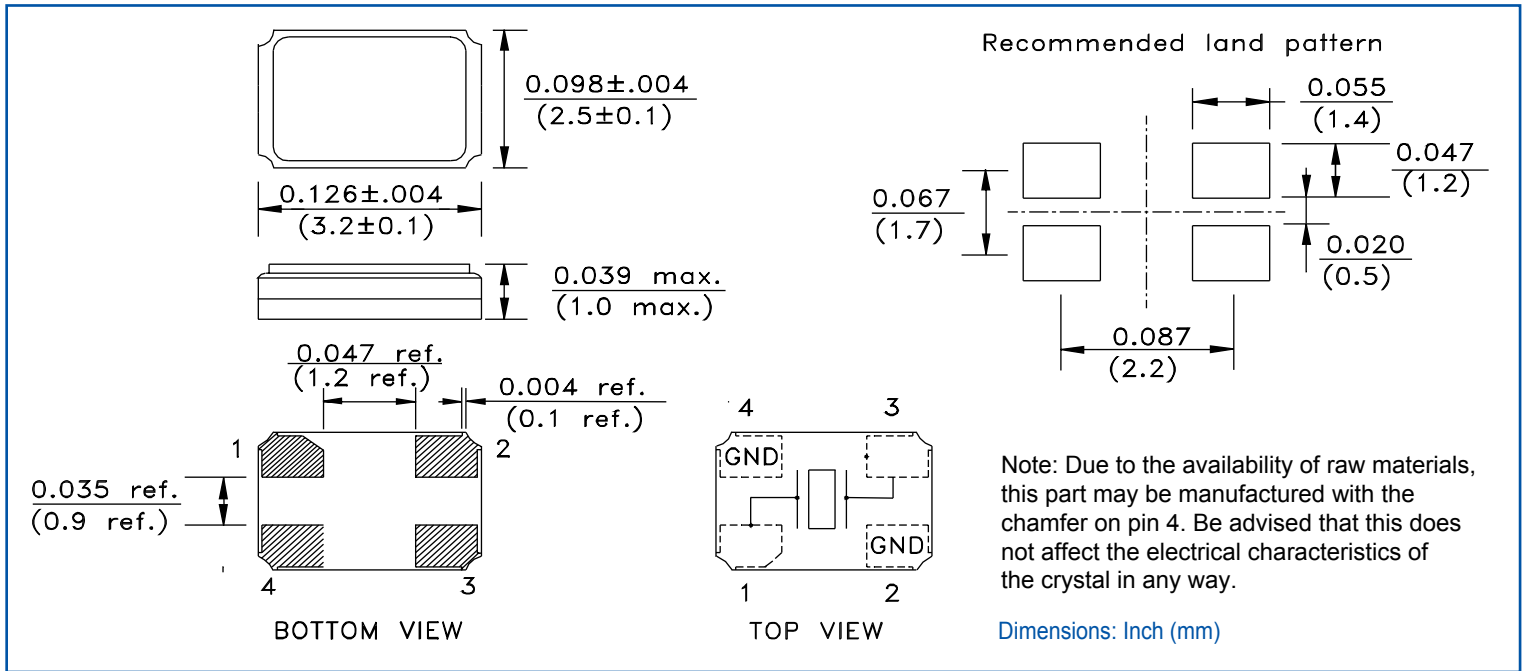 0.098±.004
(2.5±0.1)
0.126±.004
(3.2±0.1)
0.039 max.
(1.0 max.)
0.047 ref.
(1.2 ref.)
0.004 ref.
(0.1 ref.)
1
2
0.035 ref.
(0.9 ref.)
4
3
BOTTOM VIEW
4
3
GND
GND
1
2
TOP VIEW
Recommended land pattern
0.055
(1.4)
0.047
(1.2)
0.067
(1.7)
0.020
(0.5)
0.087
(2.2)
Note: Due to the availability of raw materials,
this part may be manufactured with the
chamfer on pin 4. Be advised that this does
not affect the electrical characteristics of
the crystal in any way.
Dimensions: Inch (mm)